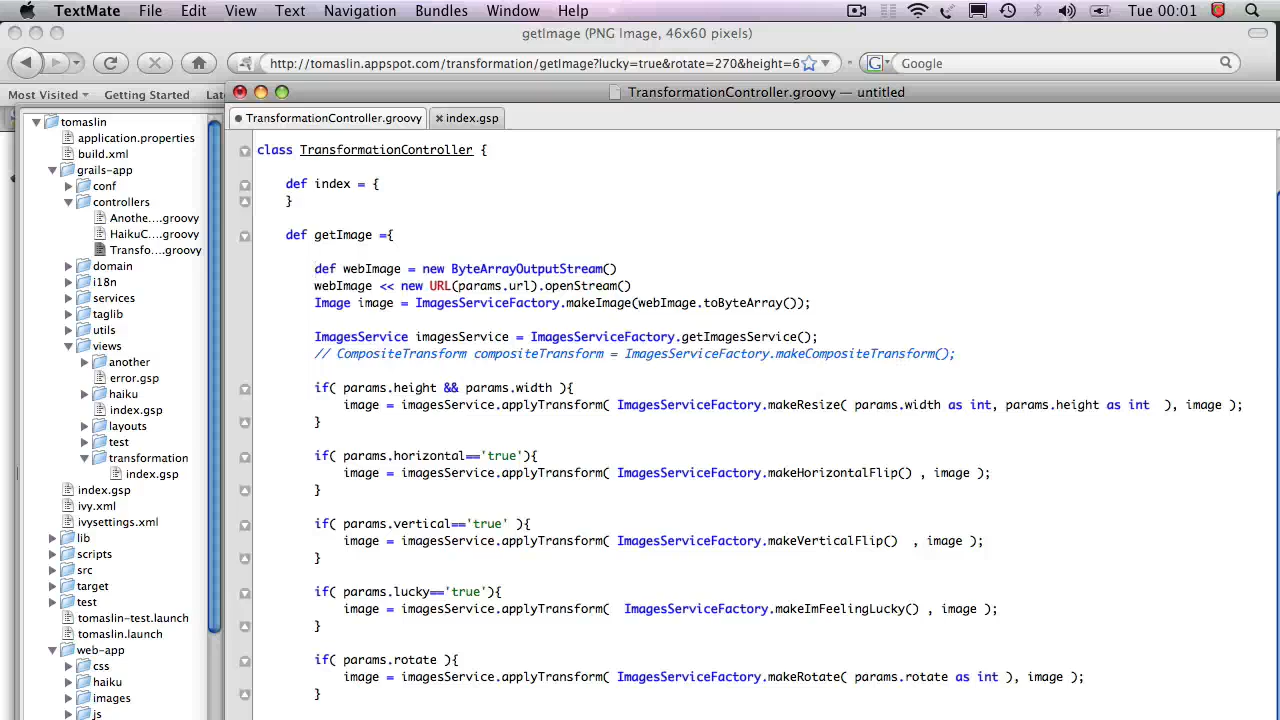 TextMate File Edit View Text Navigation Bundles Window Help Tue 00:01
getImage (PNG Image, 46x60 pixels)
http://tomaslin.appspot.com/transformation/getImage?lucky=true&rotate=270&height=6 Google
Most Visited Getting Started Lat
TransformationController.groovy — untitled
TransformationController.groovy index.gsp
tomaslin
application.properties
build.xml
grails-app
conf
controllers
Anothe....groovy
HaikuC....groovy
Transfo....groovy
domain
i18n
services
taglib
utils
views
another
error.gsp
haiku
index.gsp
layouts
test
transformation
index.gsp
index.gsp
ivy.xml
ivysettings.xml
lib
scripts
src
target
test
tomaslin-test.launch
tomaslin.launch
web-app
css
haiku
images
js
class TransformationController {
def index = {
}
def getImage ={
def webImage = new ByteArrayOutputStream()
webImage << new URL(params.url).openStream()
Image image = ImagesServiceFactory.makeImage(webImage.toByteArray());
ImagesService imagesService = ImagesServiceFactory.getImagesService();
// CompositeTransform compositeTransform = ImagesServiceFactory.makeCompositeTransform();
if( params.height && params.width ){
image = imagesService.applyTransform( ImagesServiceFactory.makeResize( params.width as int, params.height as int ), image );
}
if( params.horizontal=='true'){
image = imagesService.applyTransform( ImagesServiceFactory.makeHorizontalFlip() , image );
}
if( params.vertical=='true' ){
image = imagesService.applyTransform( ImagesServiceFactory.makeVerticalFlip() , image );
}
if( params.lucky=='true'){
image = imagesService.applyTransform( ImagesServiceFactory.makeImFeelingLucky() , image );
}
if( params.rotate ){
image = imagesService.applyTransform( ImagesServiceFactory.makeRotate( params.rotate as int ), image );
}